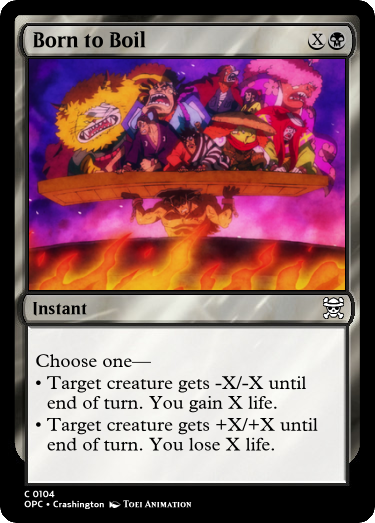 Born to Boil X
Instant
Choose one—
• Target creature gets -X/-X until
end of turn. You gain X life.
• Target creature gets +X/+X until
end of turn. You lose X life.
C 0104
OPC • Crashington TOEI ANIMATION